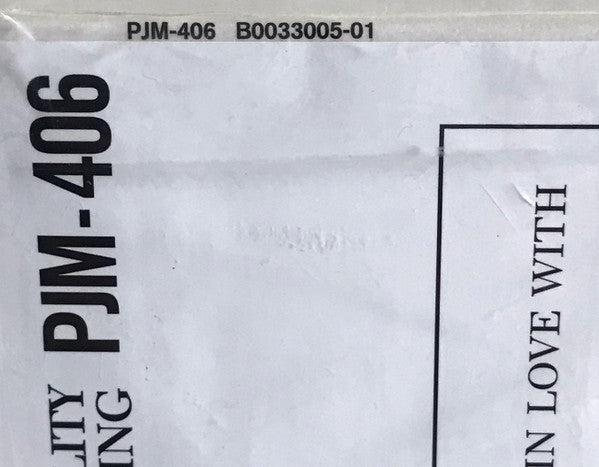 PJM-406 B0033005-01
PJM-406
LITY
ING
IN LOVE WITH